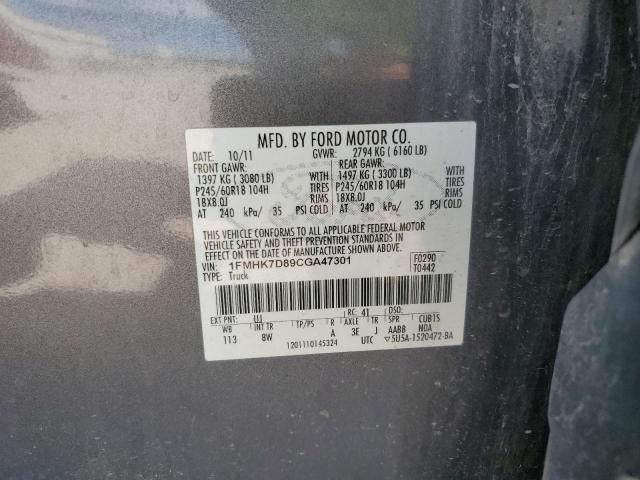 MFD. BY FORD MOTOR CO.
DATE: 10/11 GVWR: 2794 KG ( 6160 LB)
FRONT GAWR: REAR GAWR:
1397 KG ( 3080 LB) WITH 1497 KG ( 3300 LB) WITH
P245/60R18 104H TIRES P245/60R18 104H TIRES
18X8.0J RIMS 18X8.0J RIMS
AT 240 kPa/ 35 PSI COLD AT 240 kPa/ 35 PSI COLD
THIS VEHICLE CONFORMS TO ALL APPLICABLE FEDERAL MOTOR
VEHICLE SAFETY AND THEFT PREVENTION STANDARDS IN
EFFECT ON THE DATE OF MANUFACTURE SHOWN ABOVE.
VIN: 1FMHK7D89CGA47301 F0290
TYPE: Truck T0442
EXT PNT: UJ RC: 41 DSO:
WB INT TR TP/PS R AXLE TR SPR CUB1S
113 8W A 3E J AABB NOA
1201110145324 UTC ▽5U5A-1520472-BA